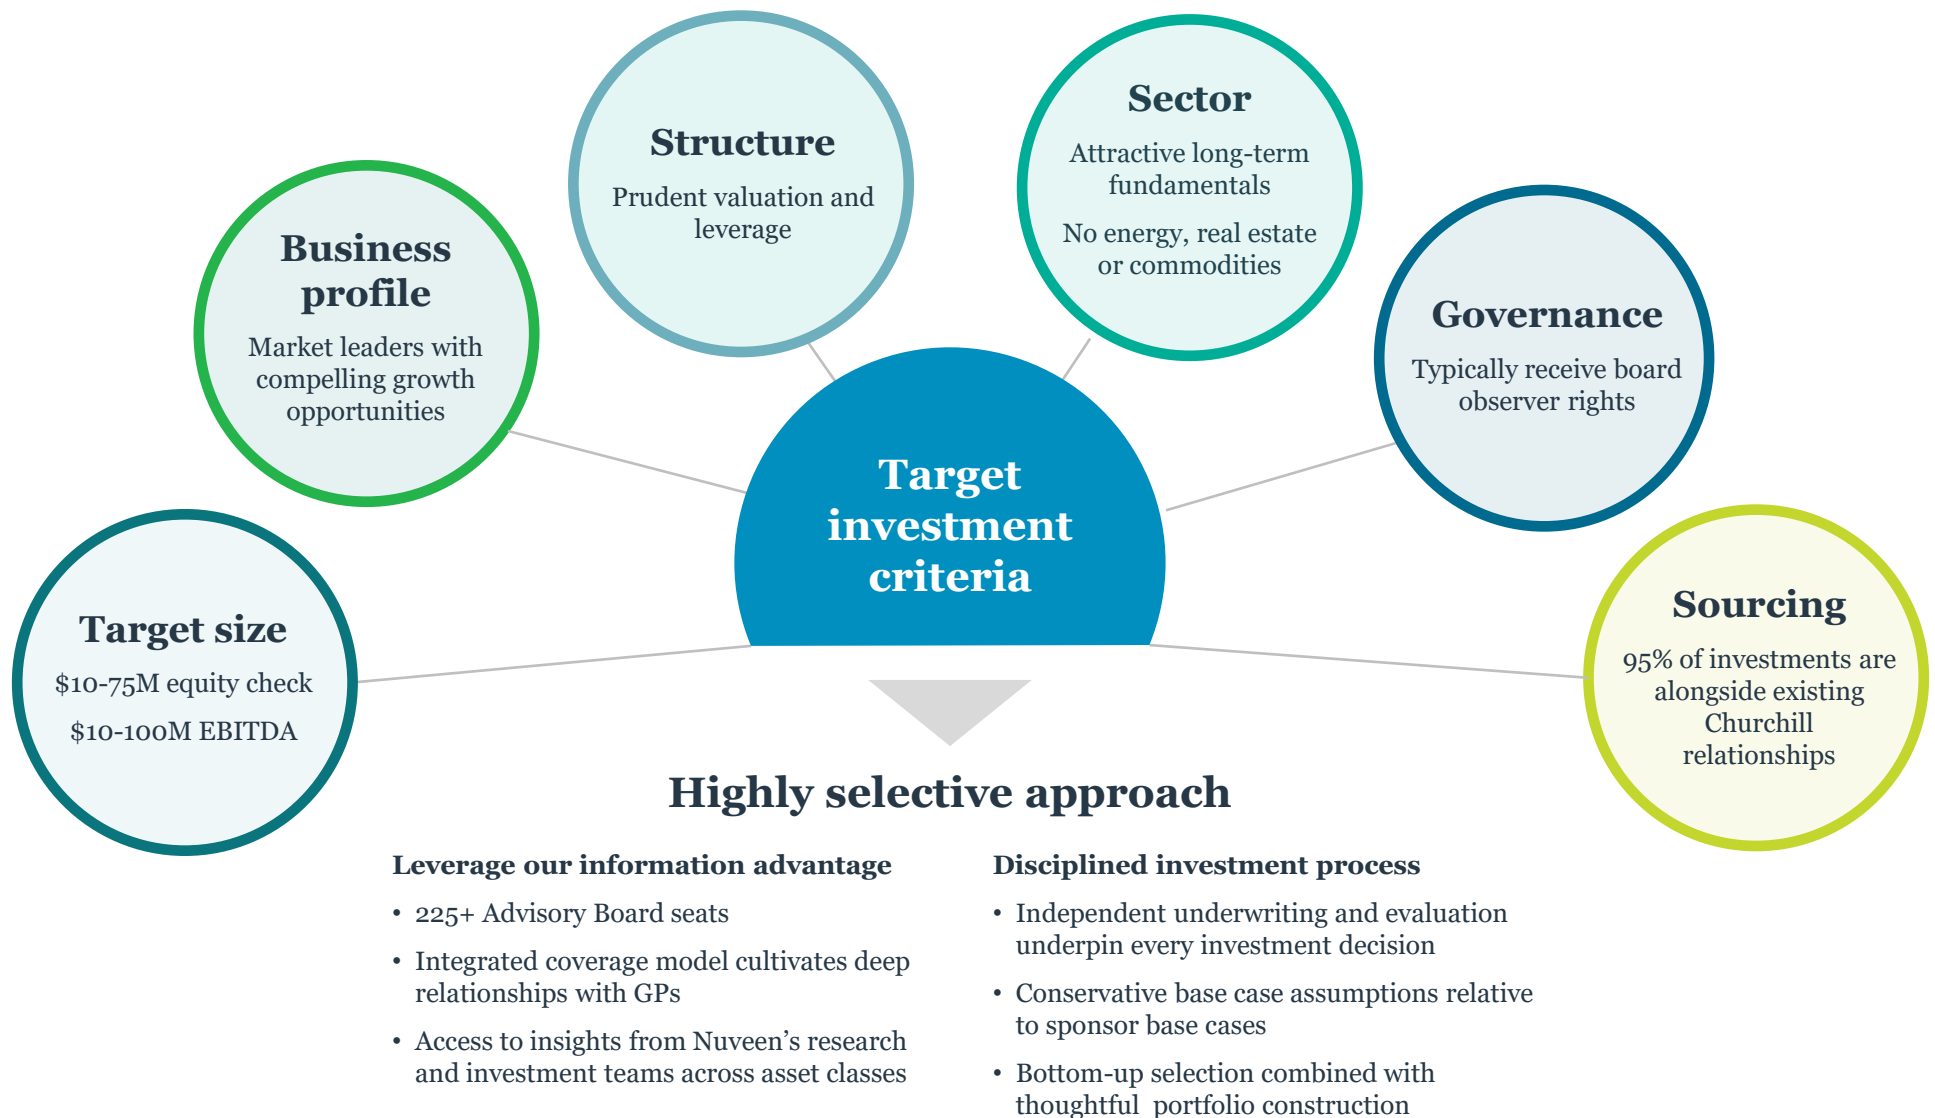 Structure
Prudent valuation and
leverage
Sector
Attractive long-term
fundamentals
No energy, real estate
or commodities
Business
profile
Market leaders with
compelling growth
opportunities
Governance
Typically receive board
observer rights
Target
investment
criteria
Target size
$10-75M equity check
$10-100M EBITDA
Sourcing
95% of investments are
alongside existing
Churchill
relationships
Highly selective approach
Leverage our information advantage
• 225+ Advisory Board seats
• Integrated coverage model cultivates deep
relationships with GPs
• Access to insights from Nuveen’s research
and investment teams across asset classes
Disciplined investment process
• Independent underwriting and evaluation
underpin every investment decision
• Conservative base case assumptions relative
to sponsor base cases
• Bottom-up selection combined with
thoughtful  portfolio construction